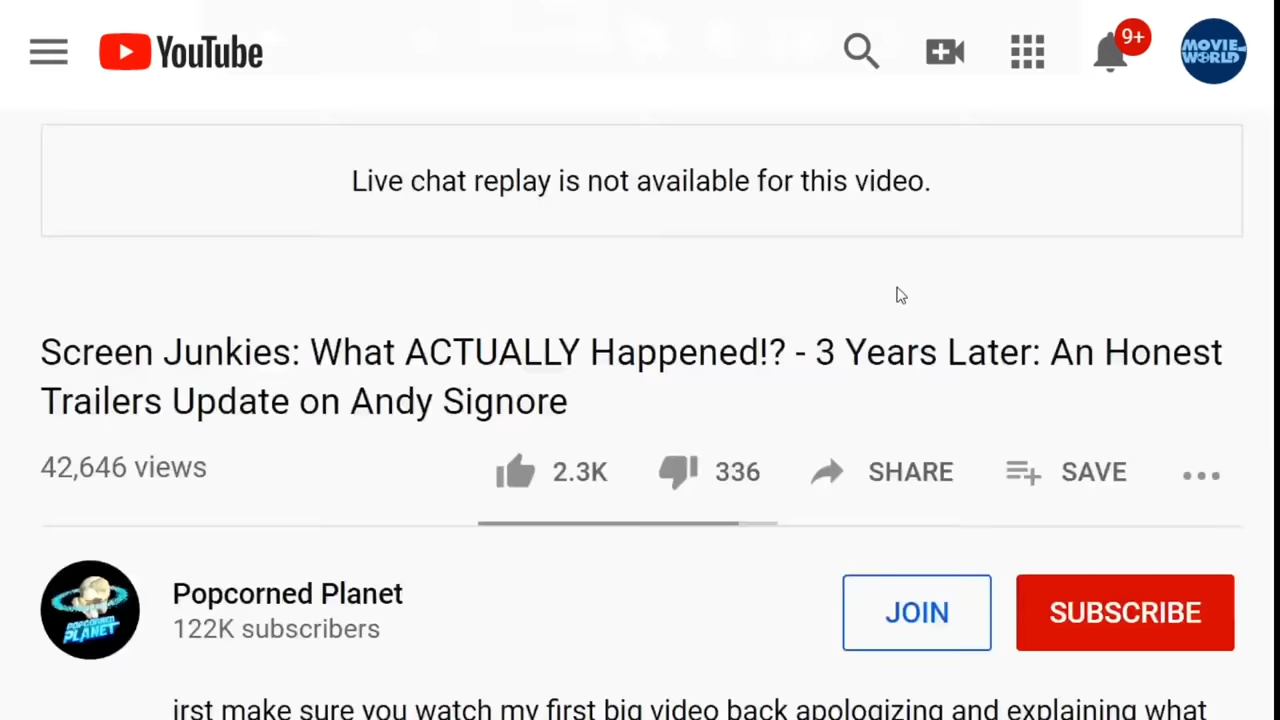 YouTube
9+
MOVIE
WORLD
Live chat replay is not available for this video.
Screen Junkies: What ACTUALLY Happened!? - 3 Years Later: An Honest
Trailers Update on Andy Signore
42,646 views
2.3K
336
SHARE
SAVE
POPCORNED
PLANET
Popcorned Planet
122K subscribers
JOIN
SUBSCRIBE
irst make sure you watch my first big video back apologizing and explaining what